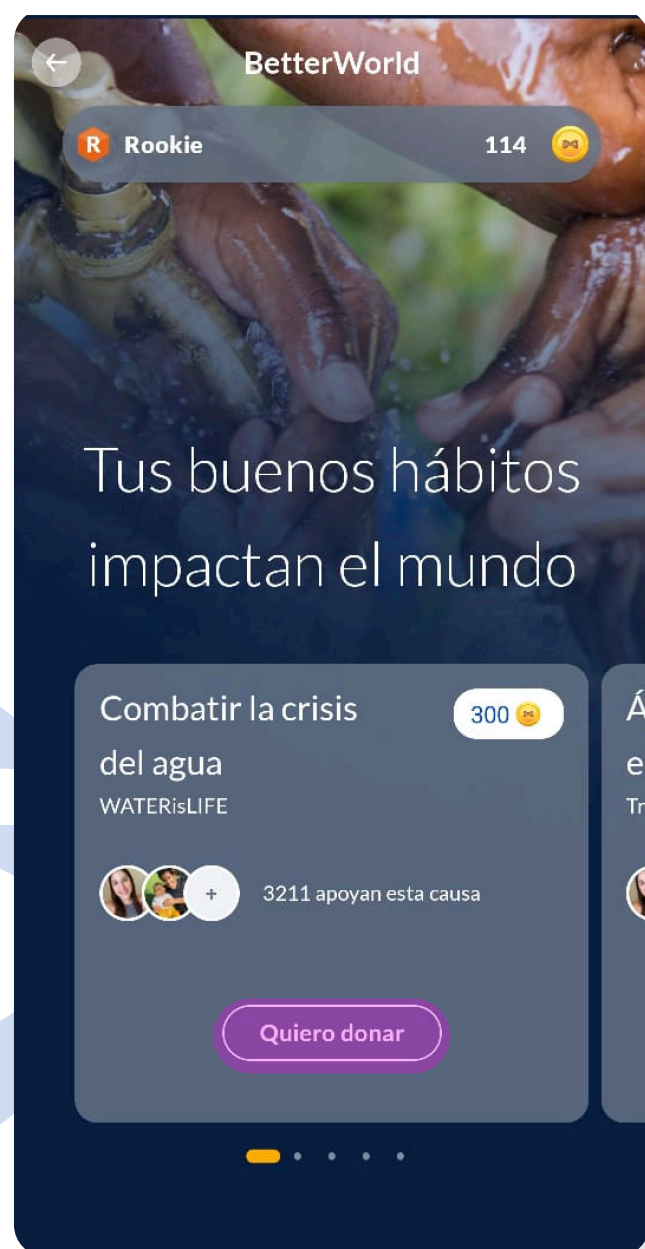 BetterWorld
R Rookie 114
Tus buenos hábitos
impactan el mundo
Combatir la crisis
del agua
300
WATERisLIFE
+ 3211 apoyan esta causa
Quiero donar
Á
e
Tr